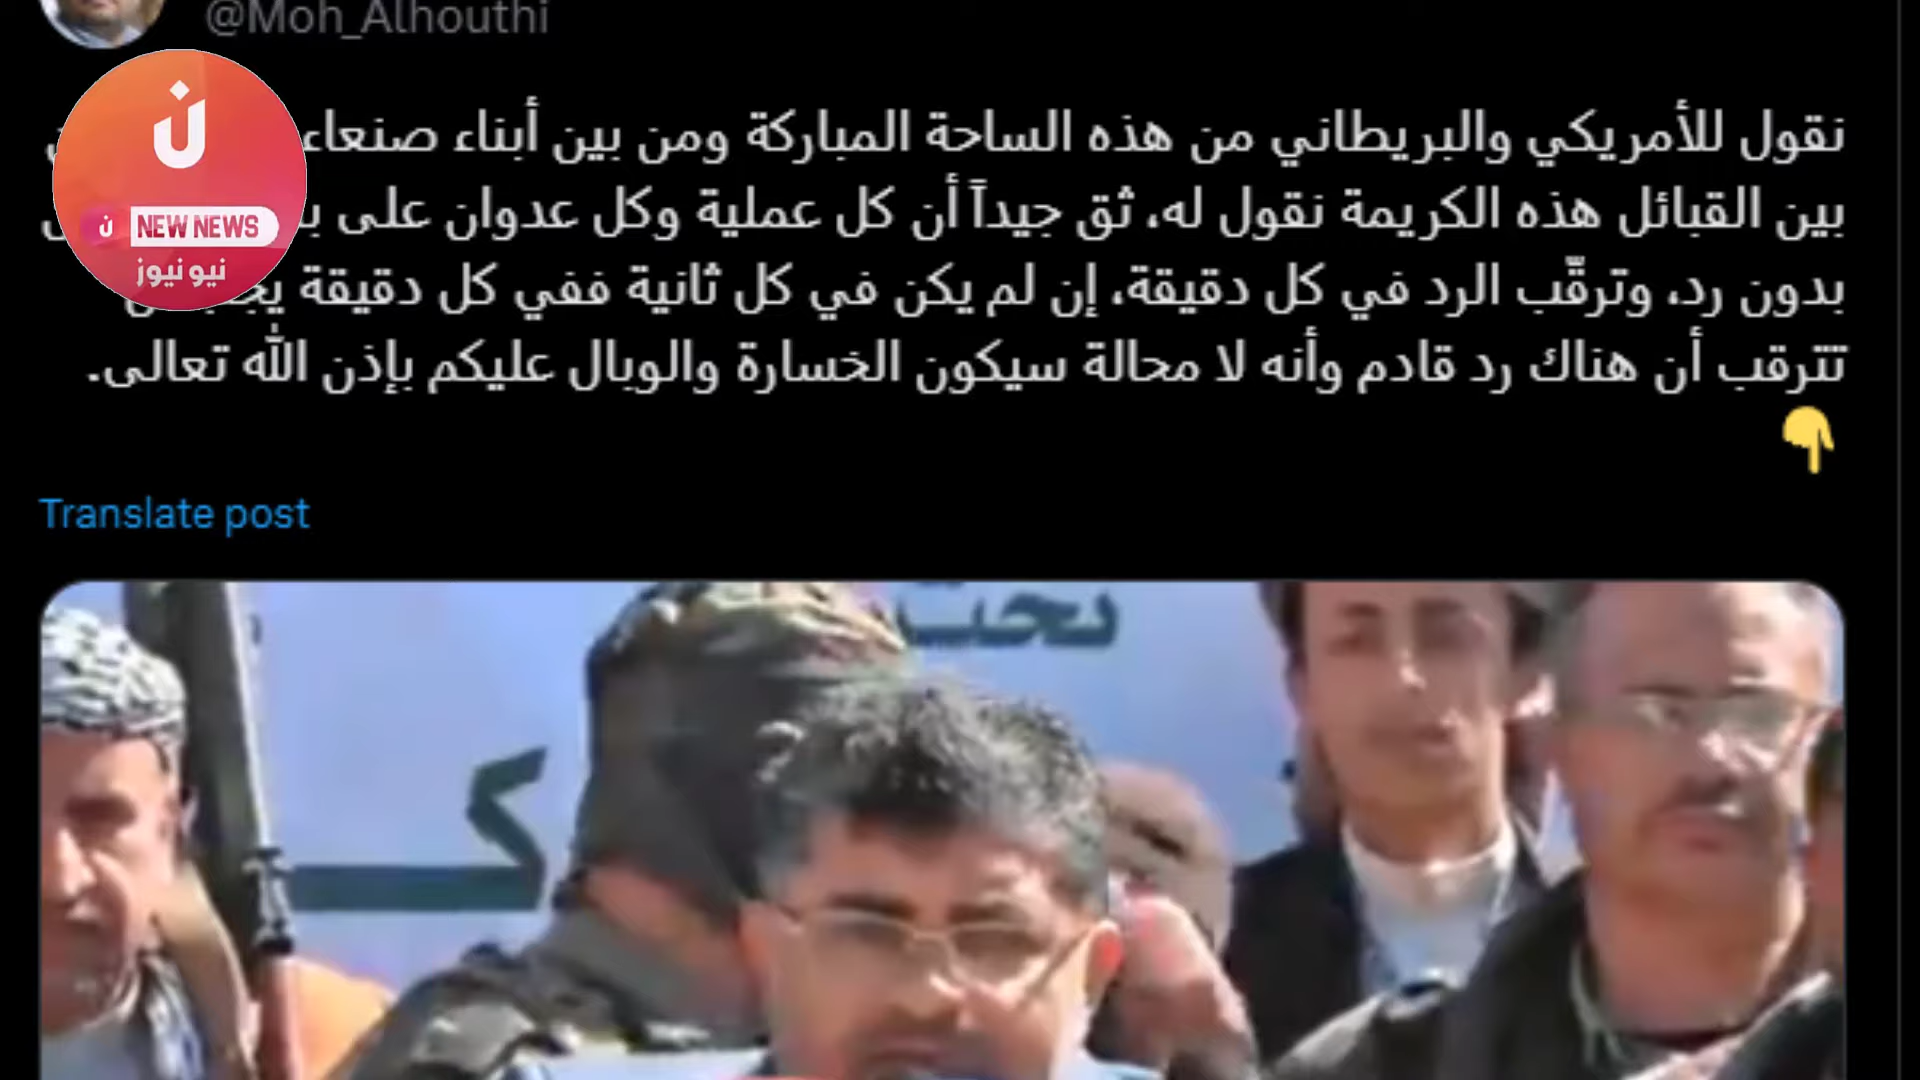 @Moh_Alhouthi
ن
ن NEW NEWS
نيو نيوز
نقول للأمريكي والبريطاني من هذه الساحة المباركة ومن بين أبناء صنعاء
بين القبائل هذه الكريمة نقول له، ثق جيداً أن كل عملية وكل عدوان على
بدون رد، وترقّب الرد في كل دقيقة، إن لم يكن في كل ثانية ففي كل دقيقة
تترقب أن هناك رد قادم وأنه لا محالة سيكون الخسارة والوبال عليكم بإذن الله تعالى.
👇
Translate post
تحت